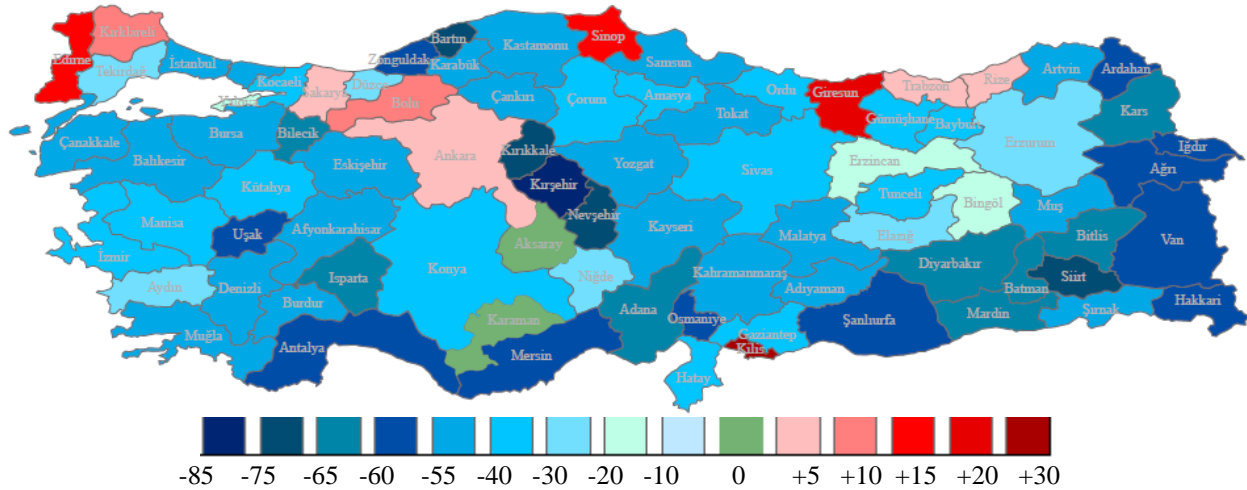 Kırklareli
Edirne
Tekirdağ
İstanbul
Kocaeli
Sakarya
Düzce
Zonguldak
Bartın
Karabük
Kastamonu
Sinop
Samsun
Bolu
Çankırı
Çorum
Amasya
Tokat
Ordu
Giresun
Trabzon
Rize
Artvin
Ardahan
Gümüşhane
Bayburt
Kars
Erzurum
Iğdır
Ağrı
Çanakkale
Balıkesir
Bursa
Bilecik
Eskişehir
Ankara
Kırıkkale
Kırşehir
Yozgat
Sivas
Erzincan
Tunceli
Bingöl
Muş
Van
Kütahya
Manisa
Uşak
Afyonkarahisar
Nevşehir
Kayseri
Malatya
Elazığ
Bitlis
Siirt
İzmir
Aydın
Denizli
Isparta
Burdur
Konya
Aksaray
Niğde
Kahramanmaraş
Adıyaman
Diyarbakır
Batman
Mardin
Şırnak
Hakkari
Muğla
Antalya
Karaman
Mersin
Adana
Osmaniye
Gaziantep
Kilis
Hatay
Şanlıurfa
-85 -75 -65 -60 -55 -40 -30 -20 -10 0 +5 +10 +15 +20 +30